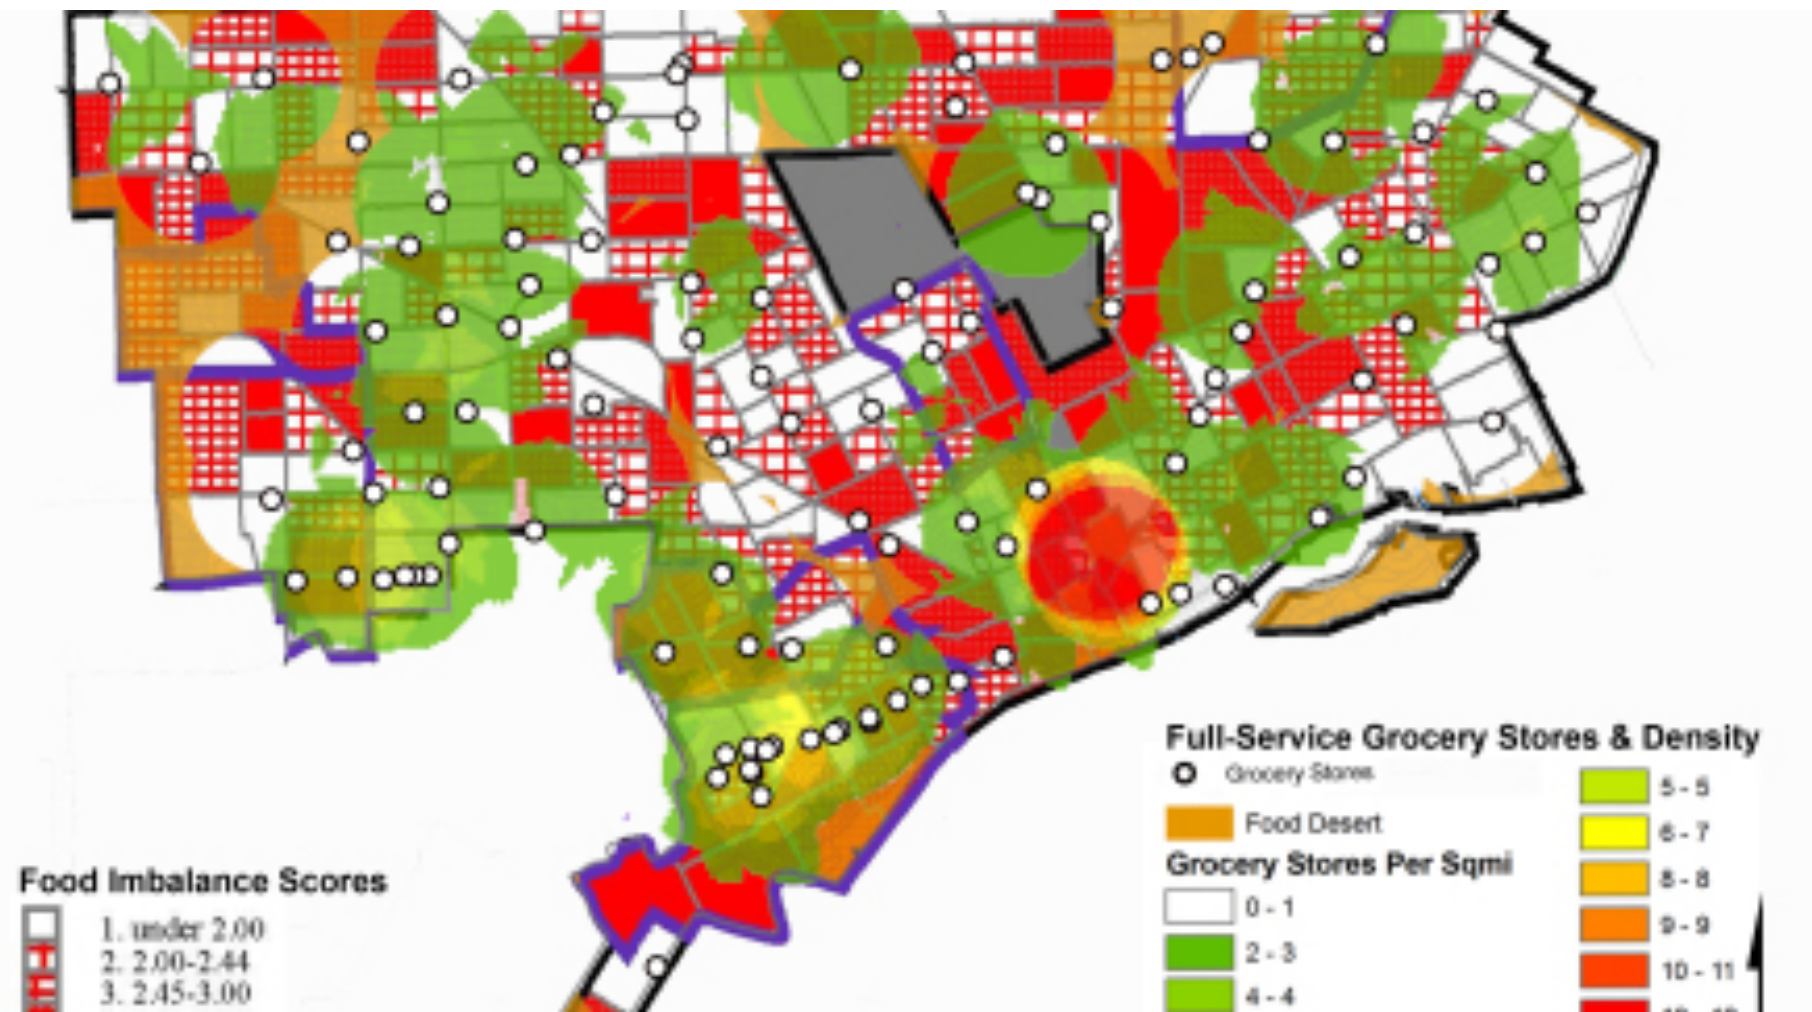 Full-Service Grocery Stores & Density
Grocery Stores
Food Desert
Grocery Stores Per Sqmi
0 - 1
2 - 3
4 - 4
5 - 5
6 - 7
8 - 8
9 - 9
10 - 11
Food Imbalance Scores
1. under 2.00
2. 2.00-2.44
3. 2.45-3.00